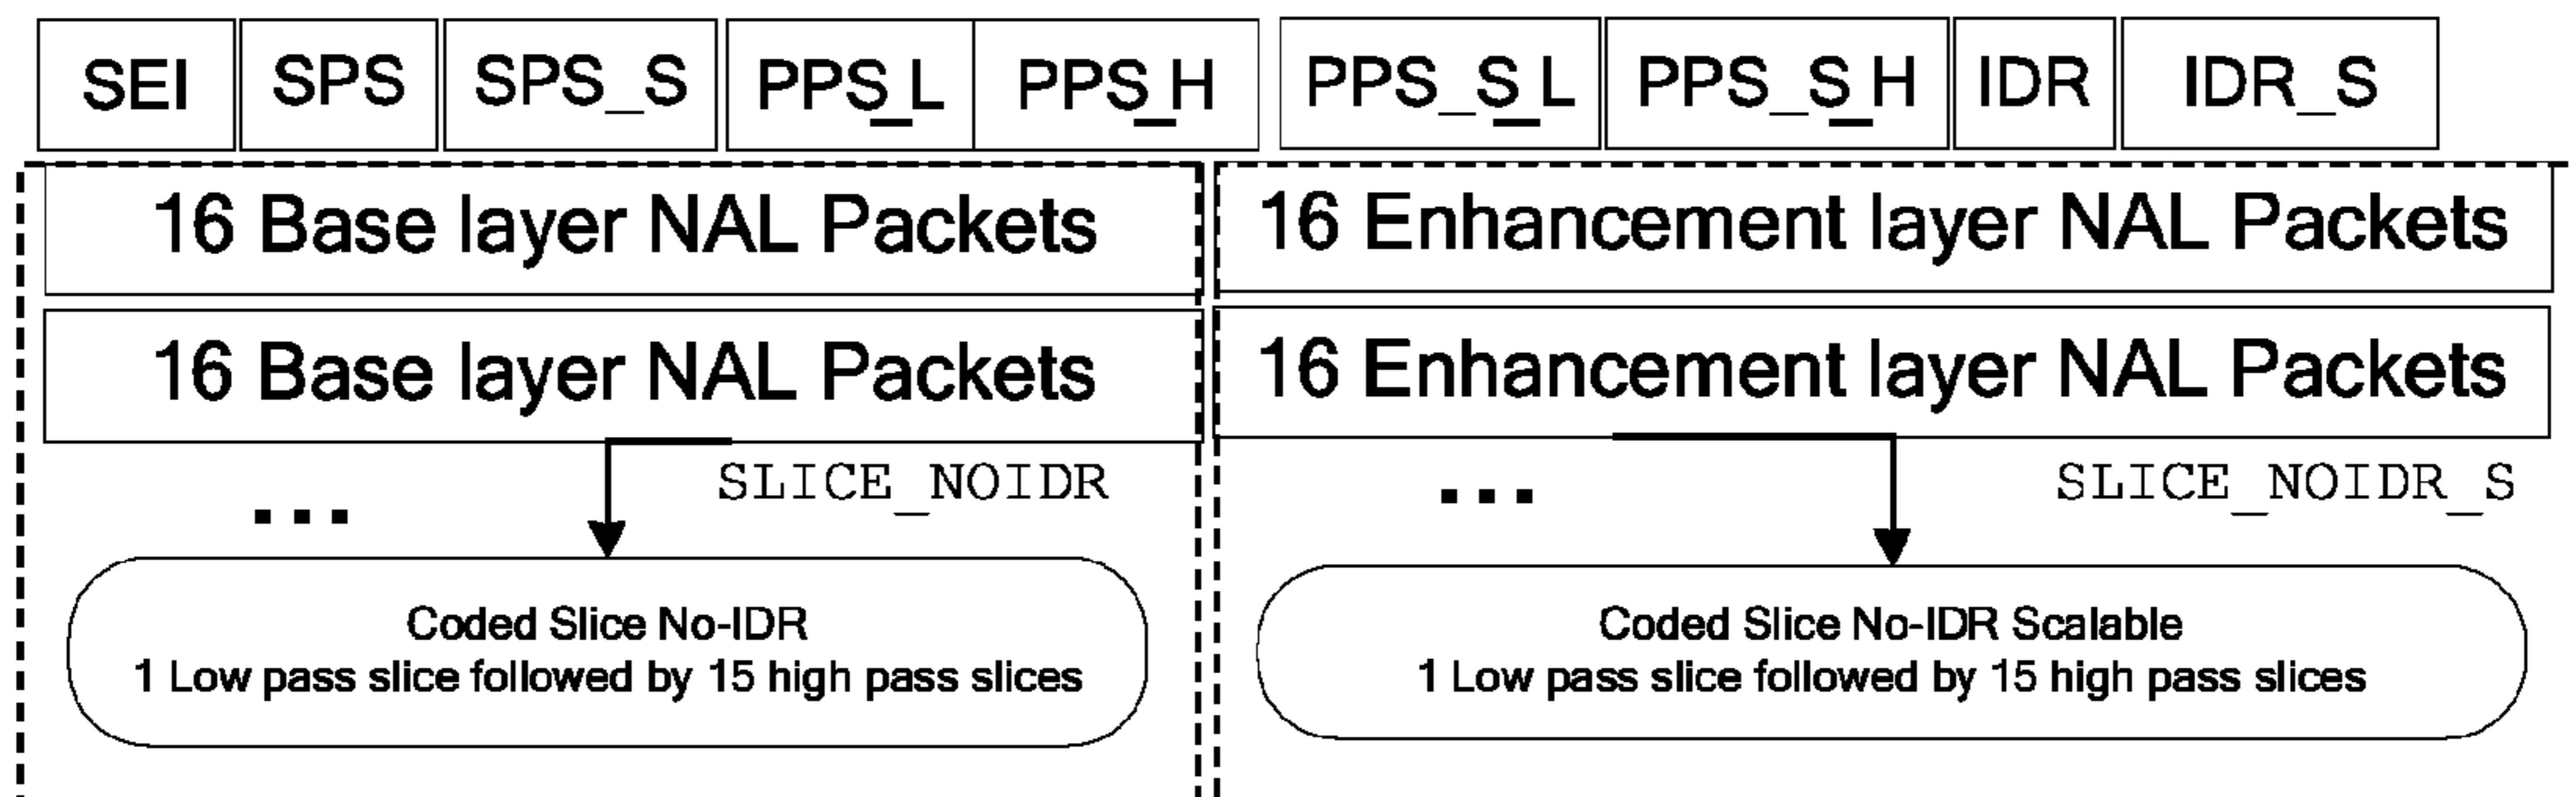 SEI SPS SPS_S PPS_L PPS_H PPS_S_L PPS_S_H IDR IDR_S
16 Base layer NAL Packets 16 Enhancement layer NAL Packets
16 Base layer NAL Packets 16 Enhancement layer NAL Packets
... SLICE_NOIDR ... SLICE_NOIDR_S
Coded Slice No-IDR
1 Low pass slice followed by 15 high pass slices
Coded Slice No-IDR Scalable
1 Low pass slice followed by 15 high pass slices